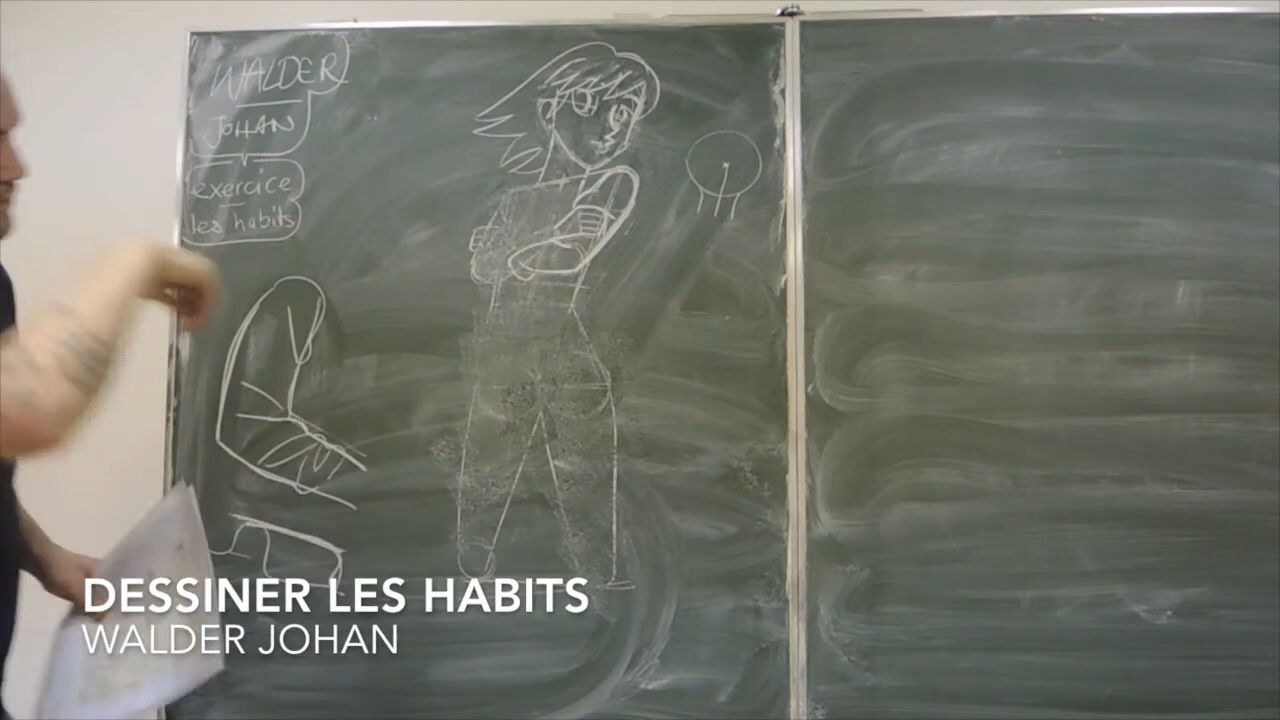 WALDER
JOHAN
exercice
les habits
DESSINER LES HABITS
WALDER JOHAN